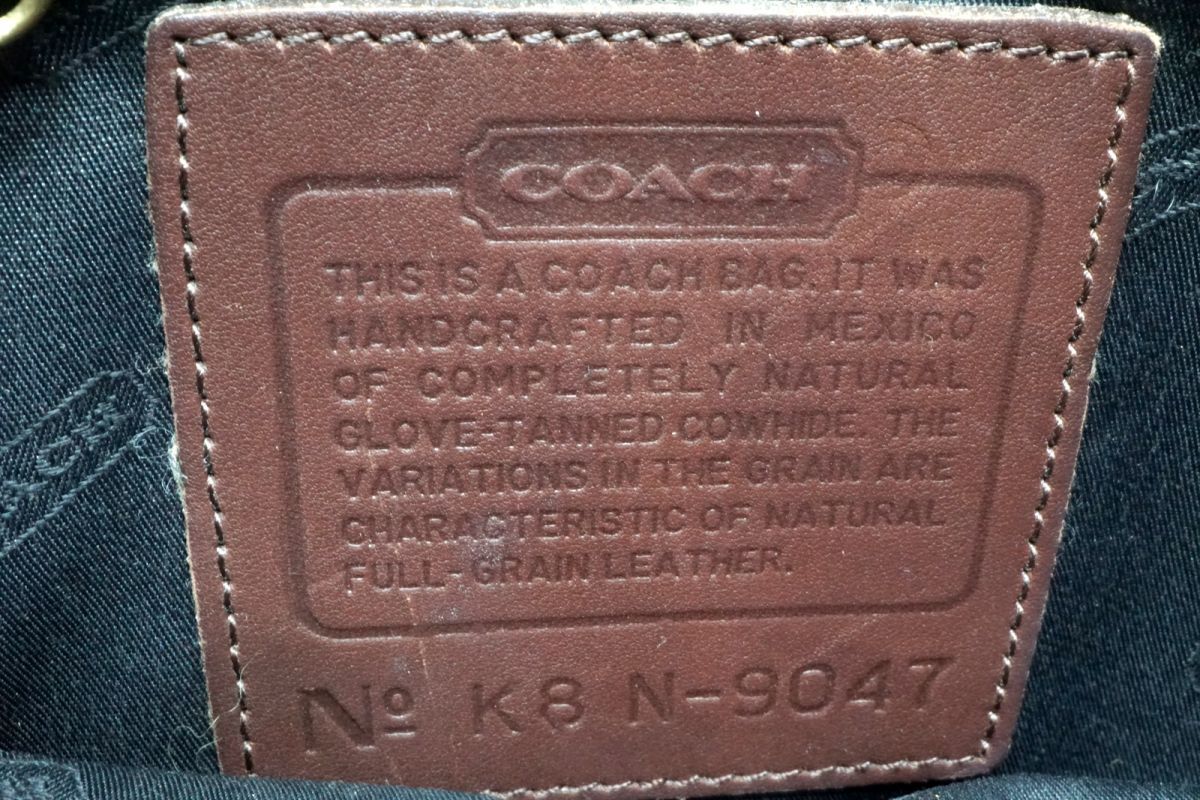 COACH
THIS IS A COACH BAG. IT WAS
HANDCRAFTED IN MEXICO
OF COMPLETELY NATURAL
GLOVE-TANNED COWHIDE. THE
VARIATIONS IN THE GRAIN ARE
CHARACTERISTIC OF NATURAL
FULL-GRAIN LEATHER.
No K8 N-9047